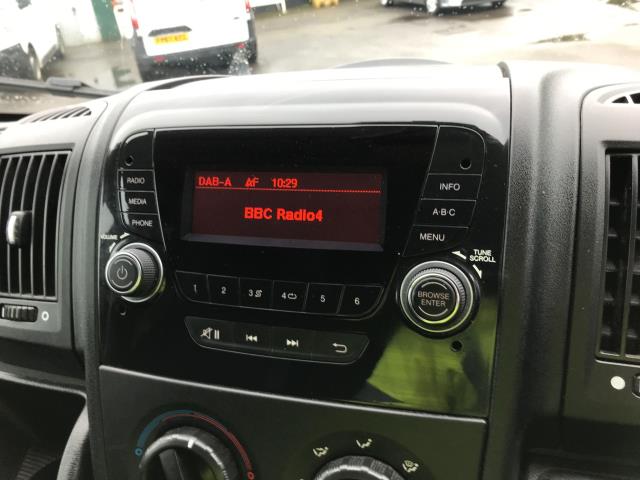 RADIO
MEDIA
PHONE
VOLUME
DAB-A AF 10:29
BBC Radio4
INFO
A·B·C
MENU
TUNE
SCROLL
BROWSE
ENTER
1 2 3 4 5 6